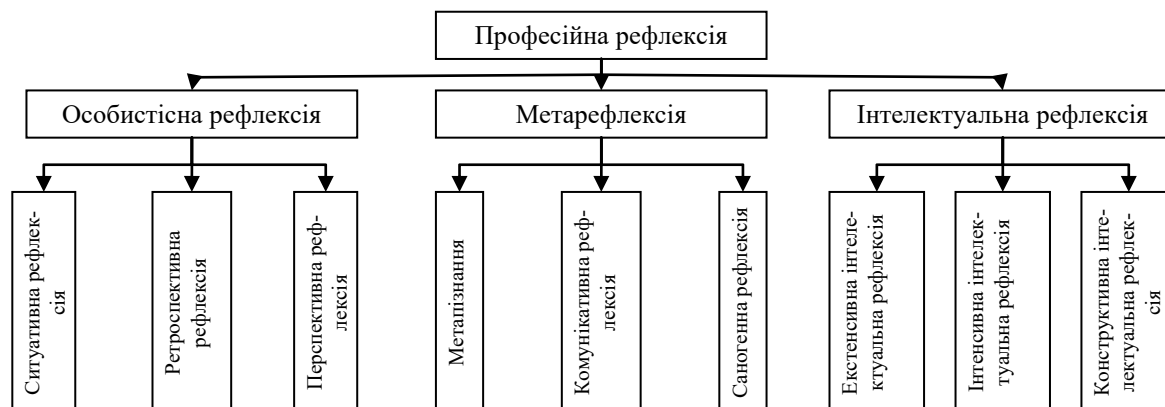 Професійна рефлексія
Особистісна рефлексія
Метарефлексія
Інтелектуальна рефлексія
Ситуативна рефлек-
сія
Ретроспективна
рефлексія
Перспективна реф-
лексія
Метапізнання
Комунікативна реф-
лексія
Саногенна рефлексія
Екстенсивна інтеле-
ктуальна рефлексія
Інтенсивна інтелек-
туальна рефлексія
Конструктивна інте-
лектуальна рефлек-
сія